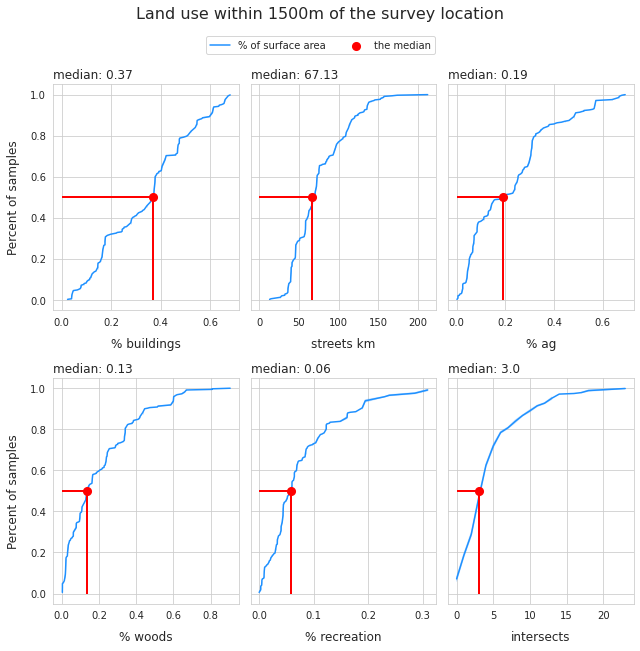 Land use within 1500m of the survey location
% of surface area the median
median: 0.37 median: 67.13 median: 0.19
1.0
0.8
0.6
0.4
0.2
0.0
Percent of samples
0.0 0.2 0.4 0.6 0 50 100 150 200 0.0 0.2 0.4 0.6
% buildings streets km % ag
median: 0.13 median: 0.06 median: 3.0
1.0
0.8
0.6
0.4
0.2
0.0
Percent of samples
0.0 0.2 0.4 0.6 0.8 0.0 0.1 0.2 0.3 0 5 10 15 20
% woods % recreation intersects